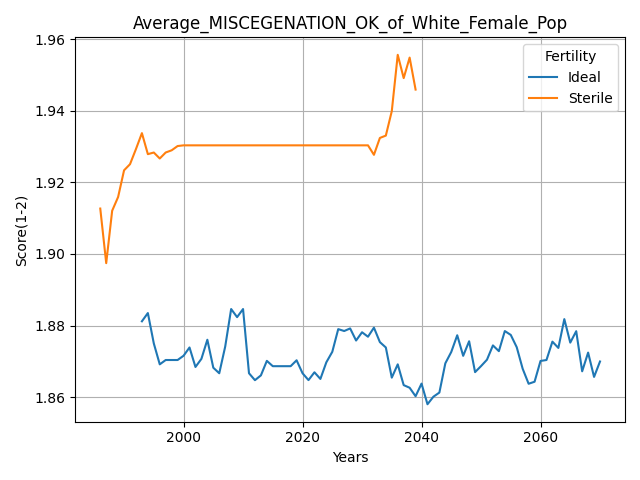 Average_MISCEGENATION_OK_of_White_Female_Pop
1.96
1.94
1.92
1.90
1.88
1.86
Score(1-2)
Fertility
Ideal
Sterile
2000 2020 2040 2060
Years